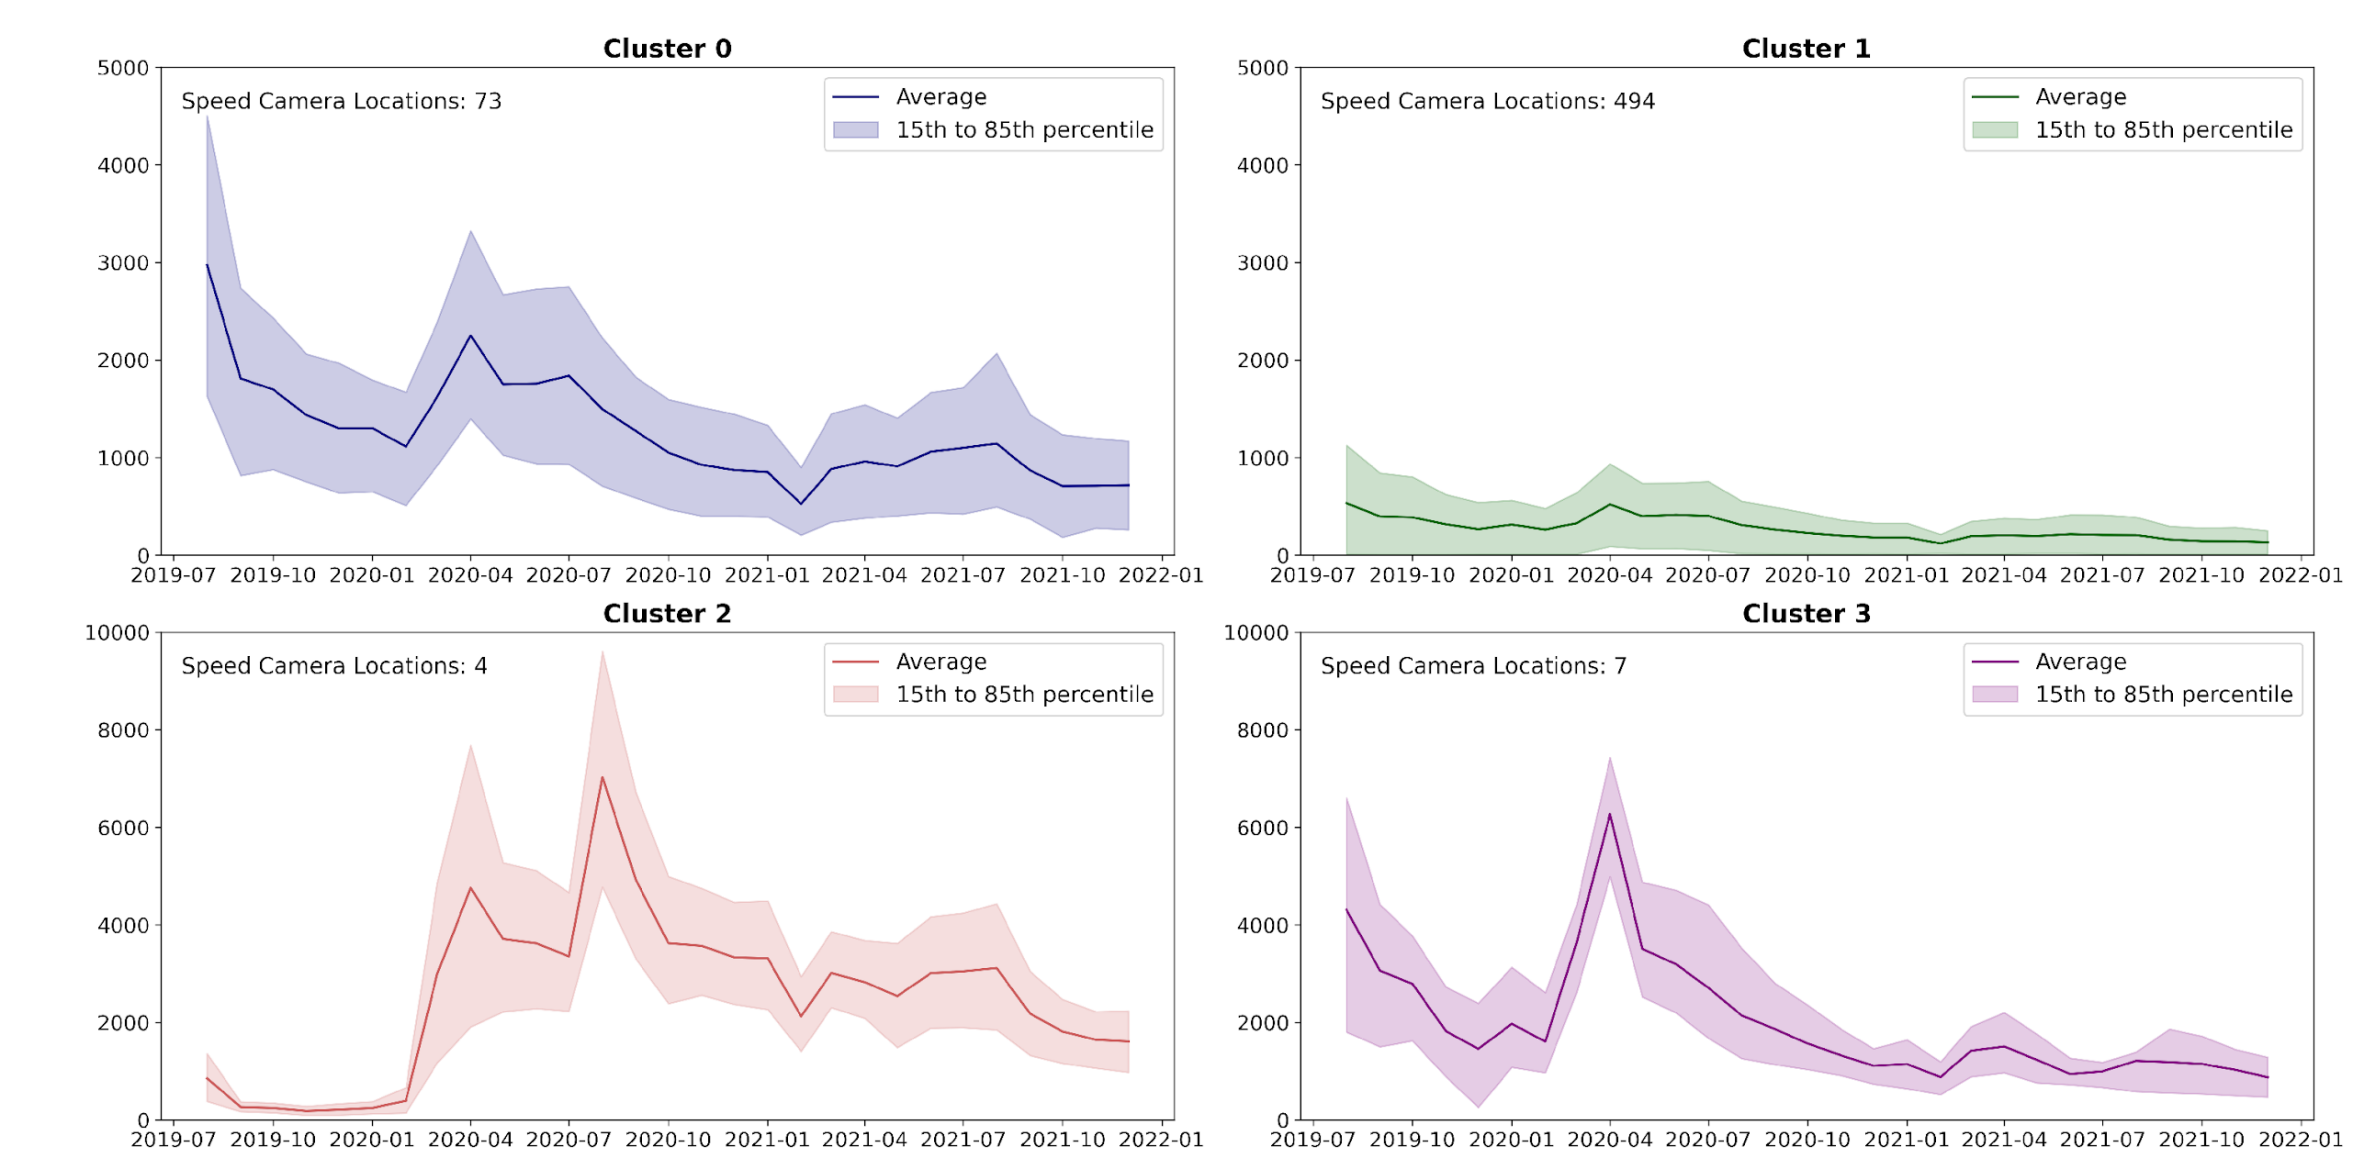 Cluster 0
5000
4000
3000
2000
1000
0
Speed Camera Locations: 73
Average
15th to 85th percentile
2019-07 2019-10 2020-01 2020-04 2020-07 2020-10 2021-01 2021-04 2021-07 2021-10 2022-01
Cluster 1
5000
4000
3000
2000
1000
0
Speed Camera Locations: 494
Average
15th to 85th percentile
2019-07 2019-10 2020-01 2020-04 2020-07 2020-10 2021-01 2021-04 2021-07 2021-10 2022-01
Cluster 2
10000
8000
6000
4000
2000
0
Speed Camera Locations: 4
Average
15th to 85th percentile
2019-07 2019-10 2020-01 2020-04 2020-07 2020-10 2021-01 2021-04 2021-07 2021-10 2022-01
Cluster 3
10000
8000
6000
4000
2000
0
Speed Camera Locations: 7
Average
15th to 85th percentile
2019-07 2019-10 2020-01 2020-04 2020-07 2020-10 2021-01 2021-04 2021-07 2021-10 2022-01